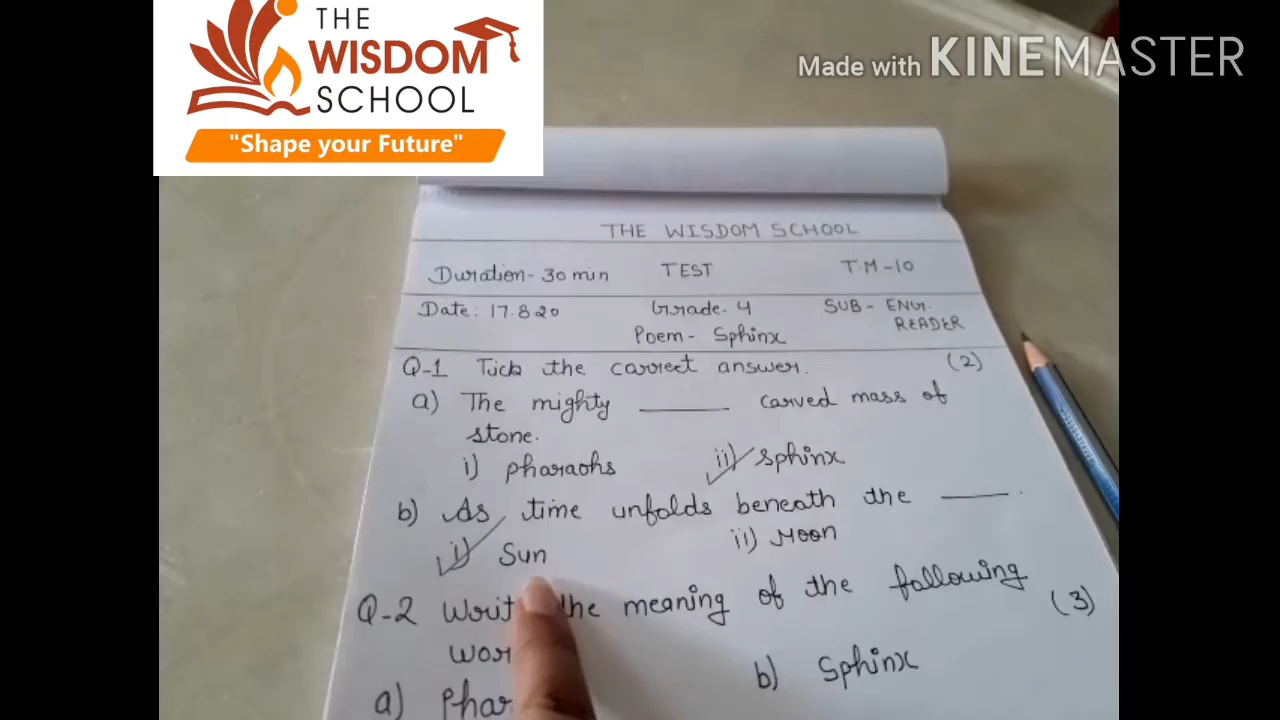 THE
WISDOM
SCHOOL
"Shape your Future"
Made with KINEMASTER
THE WISDOM SCHOOL
Duration- 30 min TEST T.M-10
Date: 17.8.20 Grade- 4 SUB- ENG.
READER
Poem- Sphinx
Q-1 Tick the correct answer. (2)
a) The mighty ______ carved mass of
stone.
i) pharaohs ii) sphinx
b) As time unfolds beneath the ______.
i) Sun ii) Moon
Q-2 Write the meaning of the following (3)
a) b) Sphinx